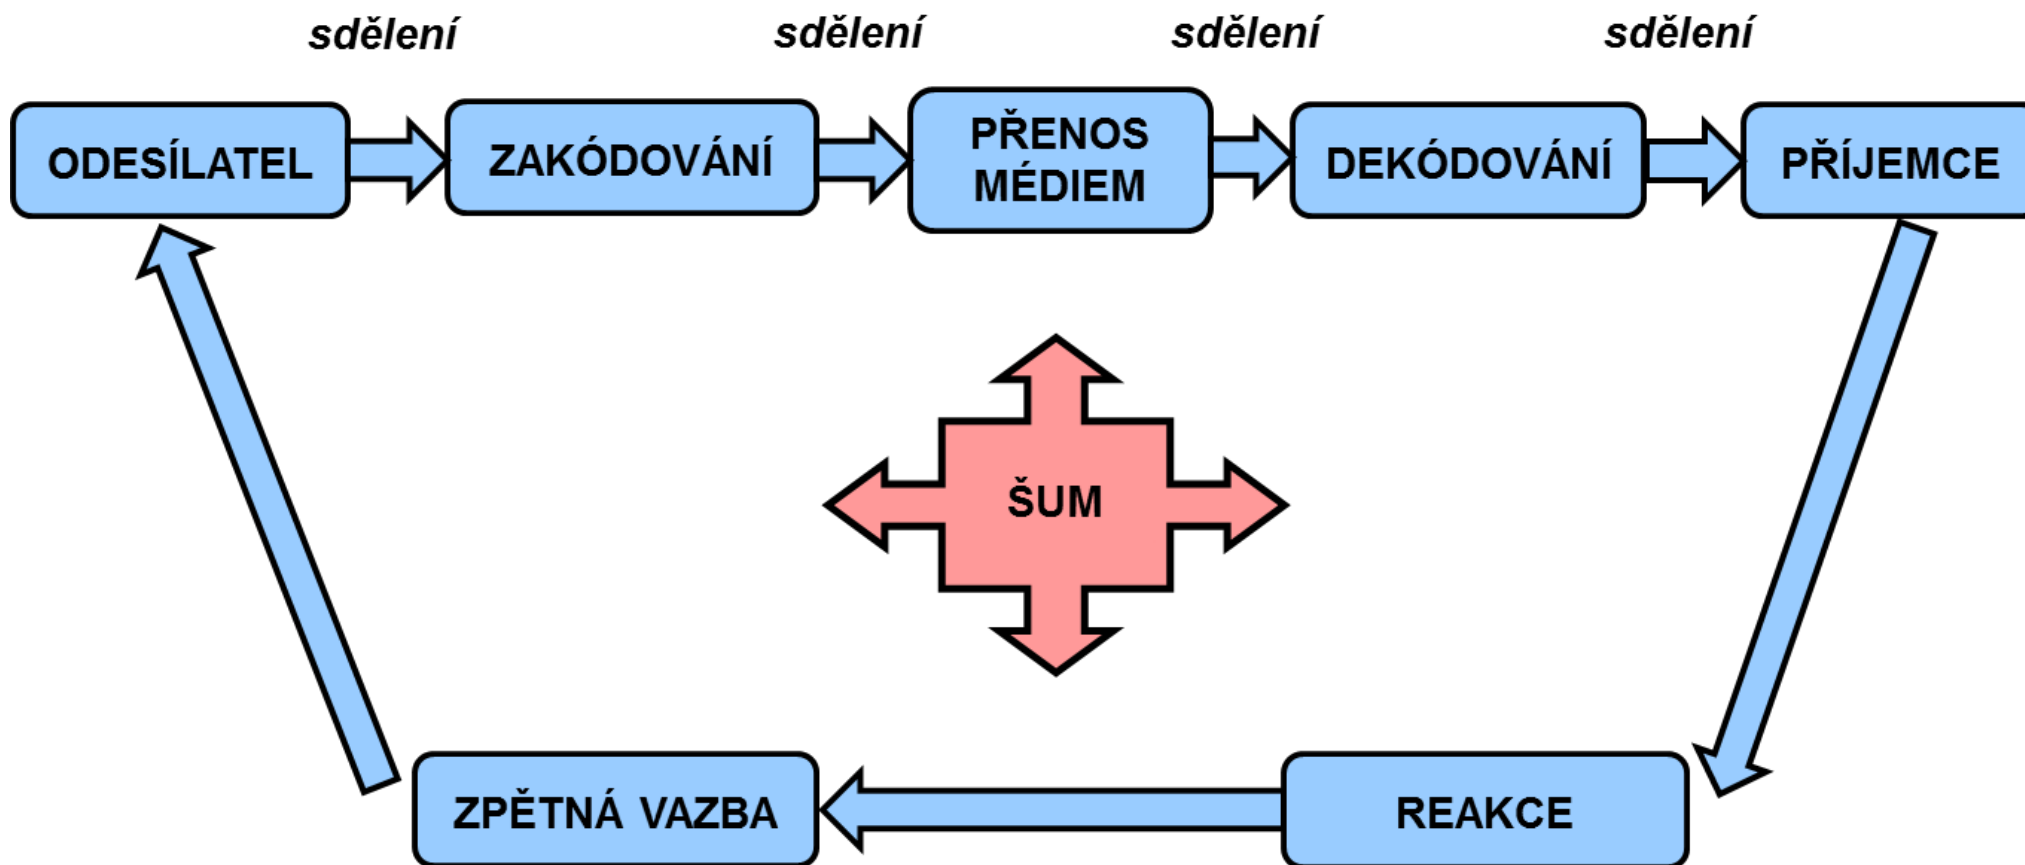 sdělení sdělení sdělení sdělení
ODESÍLATEL
ZAKÓDOVÁNÍ
PŘENOS
MÉDIEM
DEKÓDOVÁNÍ
PŘÍJEMCE
ŠUM
ZPĚTNÁ VAZBA
REAKCE